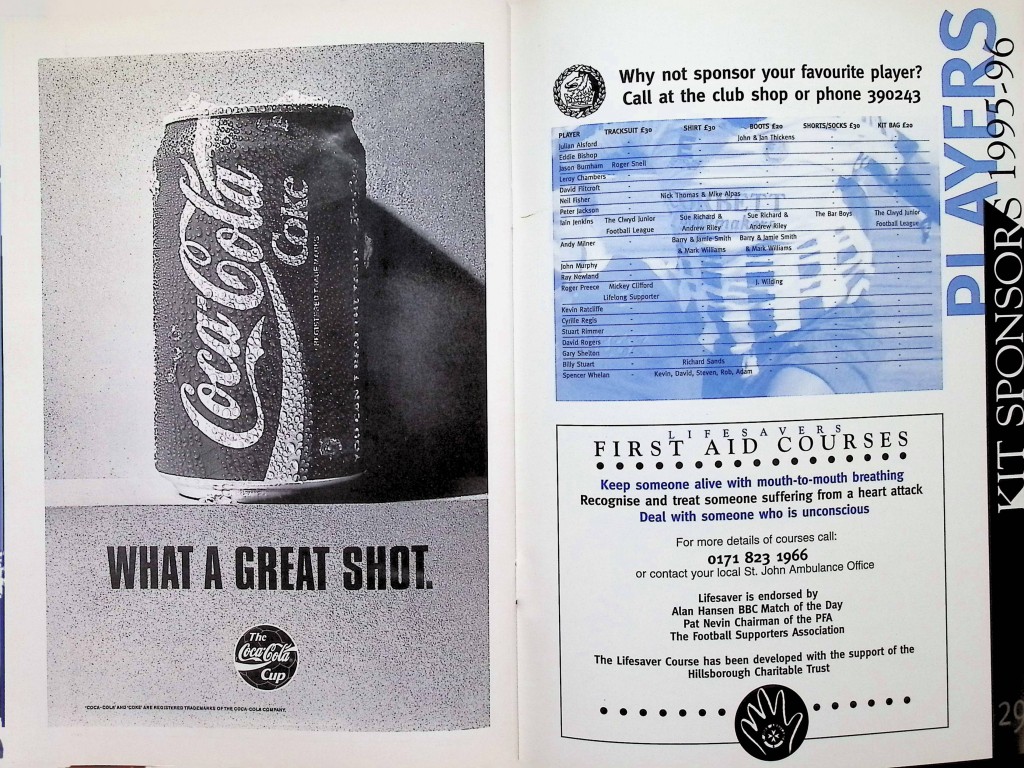 Coca-Cola
Coke
WHAT A GREAT SHOT.
The
Coca-Cola
Cup
"COCA-COLA" AND "COKE" ARE REGISTERED TRADEMARKS OF THE COCA-COLA COMPANY.
Why not sponsor your favourite player?
Call at the club shop or phone 390243
PLAYER TRACKSUIT £30 SHIRT £30 BOOTS £20 SHORTS/SOCKS £30 KIT BAG £20
Julian Alsford - - John & Jan Thickens - -
Eddie Bishop - - - - -
Jason Burnham Roger Snell - - - -
Leroy Chambers - - - - -
David Flitcroft - - - - -
Neil Fisher - Nick Thomas & Mike Alpas - - -
Peter Jackson - - - - -
Iain Jenkins The Clwyd Junior Sue Richard & Sue Richard & The Bar Boys The Clwyd Junior
Football League Andrew Riley Andrew Riley Football League
Andy Milner - Barry & Jamie Smith Barry & Jamie Smith - -
& Mark Williams & Mark Williams
John Murphy - - - - -
Ray Newland - - - - -
Roger Preece Mickey Clifford - J. Wilding - -
Lifelong Supporter
Kevin Ratcliffe - - - - -
Cyrille Regis - - - - -
Stuart Rimmer - - - - -
David Rogers - - - - -
Gary Shelton - - - - -
Billy Stuart - Richard Sands - - -
Spencer Whelan - Kevin, David, Steven, Rob, Adam - - -
PLAYERS
KIT SPONSORS 1995-96
LIFESAVERS
FIRST AID COURSES
Keep someone alive with mouth-to-mouth breathing
Recognise and treat someone suffering from a heart attack
Deal with someone who is unconscious
For more details of courses call:
0171 823 1966
or contact your local St. John Ambulance Office
Lifesaver is endorsed by
Alan Hansen BBC Match of the Day
Pat Nevin Chairman of the PFA
The Football Supporters Association
The Lifesaver Course has been developed with the support of the
Hillsborough Charitable Trust
29